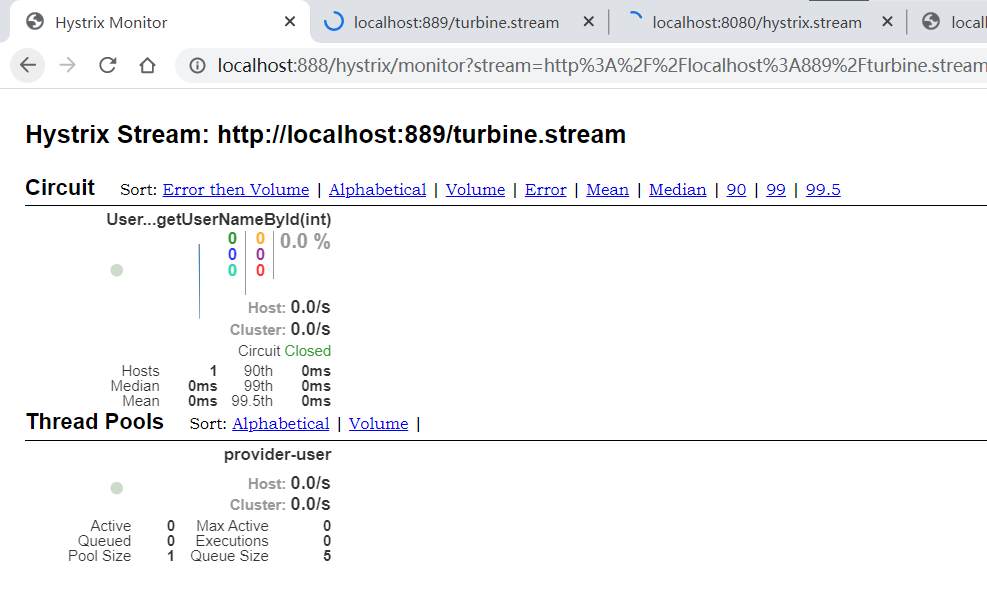 Hystrix Monitor
localhost:889/turbine.stream
localhost:8080/hystrix.stream
local
localhost:888/hystrix/monitor?stream=http%3A%2F%2Flocalhost%3A889%2Fturbine.stream
Hystrix Stream: http://localhost:889/turbine.stream
Circuit Sort: Error then Volume | Alphabetical | Volume | Error | Mean | Median | 90 | 99 | 99.5
User...getUserNameById(int)
0 0 0.0 %
0 0
0 0
Host: 0.0/s
Cluster: 0.0/s
Circuit Closed
Hosts 1 90th 0ms
Median 0ms 99th 0ms
Mean 0ms 99.5th 0ms
Thread Pools Sort: Alphabetical | Volume |
provider-user
Host: 0.0/s
Cluster: 0.0/s
Active 0 Max Active 0
Queued 0 Executions 0
Pool Size 1 Queue Size 5